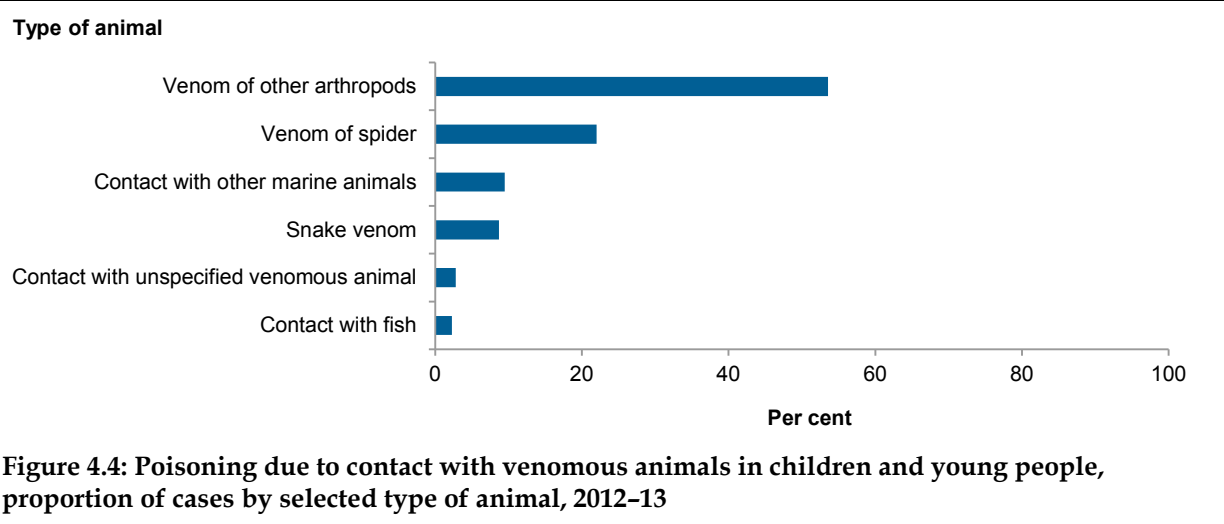 Type of animal
Venom of other arthropods
Venom of spider
Contact with other marine animals
Snake venom
Contact with unspecified venomous animal
Contact with fish
0 20 40 60 80 100
Per cent
Figure 4.4: Poisoning due to contact with venomous animals in children and young people,
proportion of cases by selected type of animal, 2012–13